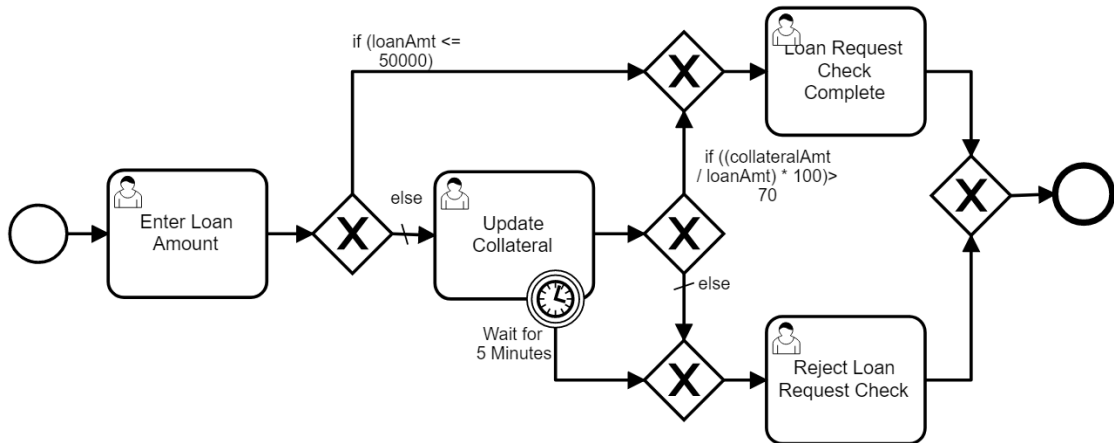 if (loanAmt <=
50000)
Loan Request
Check
Complete
if ((collateralAmt
/ loanAmt) * 100)>
70
Enter Loan
Amount
else
Update
Collateral
else
Wait for
5 Minutes
Reject Loan
Request Check